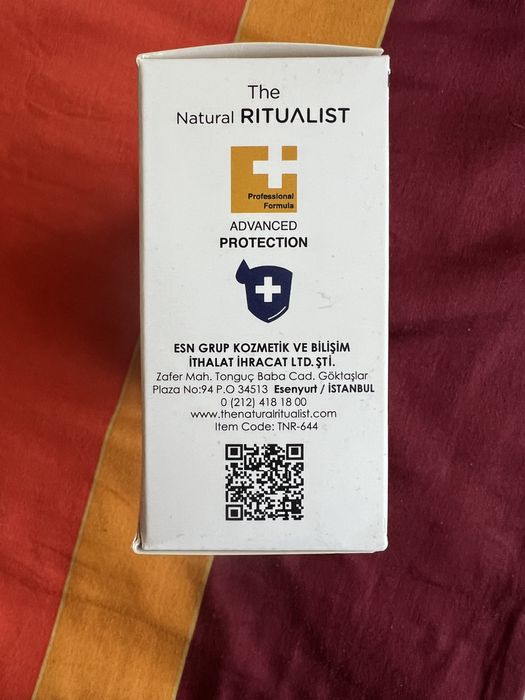 The
Natural RITUALIST
Professional
Formula
ADVANCED
PROTECTION
ESN GRUP KOZMETİK VE BİLİŞİM
İTHALAT İHRACAT LTD. ŞTİ.
Zafer Mah. Tonguç Baba Cad. Göktaşlar
Plaza No:94 P.O 34513 Esenyurt / İSTANBUL
0 (212) 418 18 00
www.thenaturalritualist.com
Item Code: TNR-644